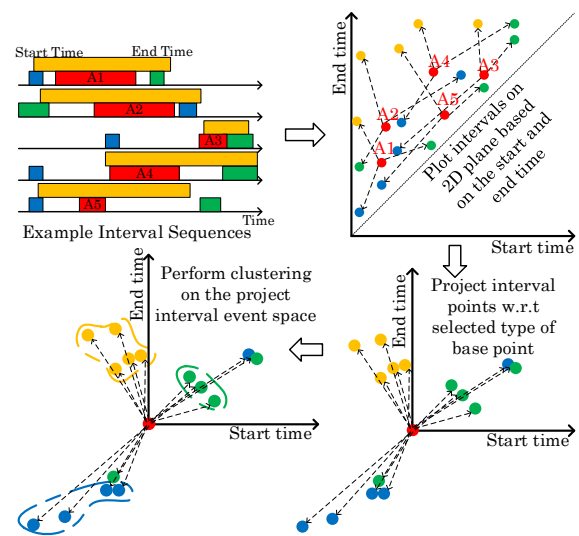 Start Time
End Time
A1
A2
A3
A4
A5
Time
Example Interval Sequences
End time
A4
A3
A2
A5
A1
Plot intervals on
2D plane based
on the start and
end time
Start time
Perform clustering
on the project
interval event space
End time
Start time
Project interval
points w.r.t
selected type of
base point
End time
Start time